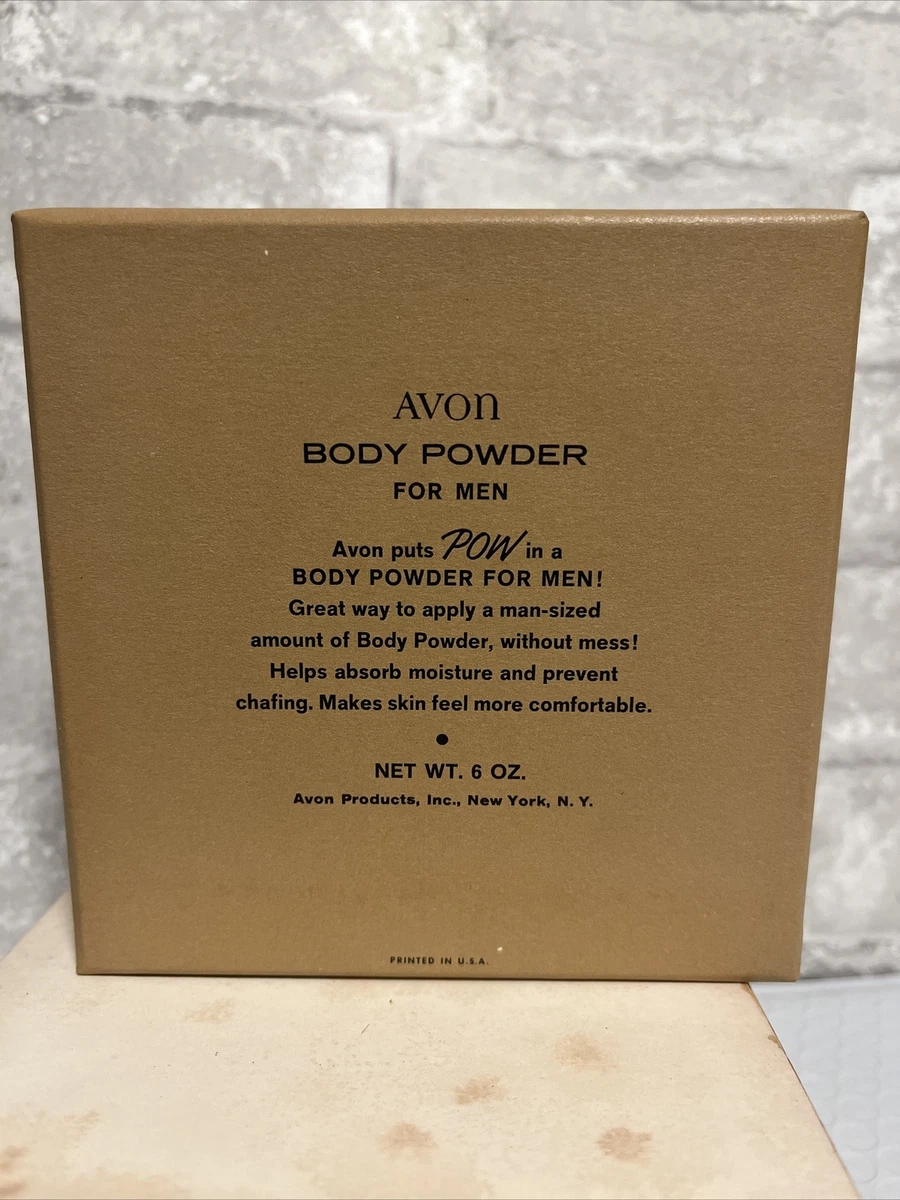 AVON
BODY POWDER
FOR MEN
Avon puts POW in a
BODY POWDER FOR MEN!
Great way to apply a man-sized
amount of Body Powder, without mess!
Helps absorb moisture and prevent
chafing. Makes skin feel more comfortable.
●
NET WT. 6 OZ.
Avon Products, Inc., New York, N. Y.
PRINTED IN U.S.A.